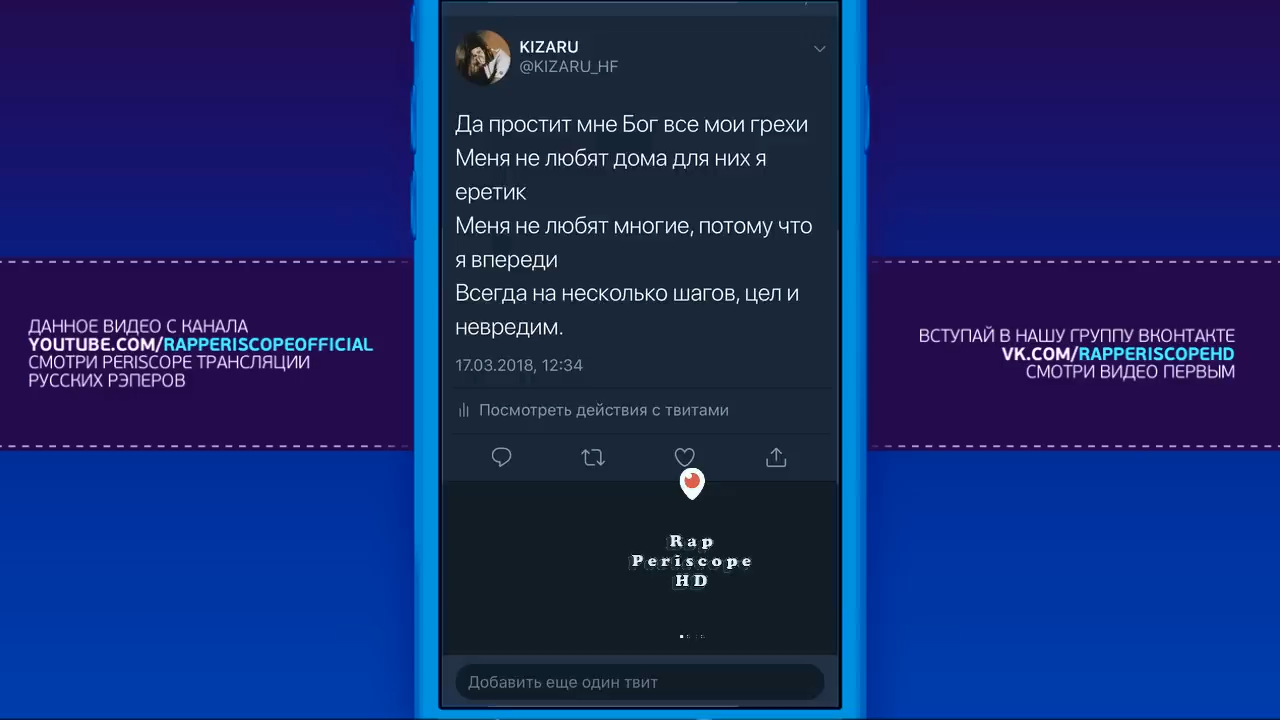 KIZARU
@KIZARU_HF
Да простит мне Бог все мои грехи
Меня не любят дома для них я
еретик
Меня не любят многие, потому что
я впереди
Всегда на несколько шагов, цел и
невредим.
17.03.2018, 12:34
Посмотреть действия с твитами
ДАННОЕ ВИДЕО С КАНАЛА
YOUTUBE.COM/RAPPERISCOPEOFFICIAL
СМОТРИ PERISCOPE ТРАНСЛЯЦИИ
РУССКИХ РЭПЕРОВ
ВСТУПАЙ В НАШУ ГРУППУ ВКОНТАКТЕ
VK.COM/RAPPERISCOPEHD
СМОТРИ ВИДЕО ПЕРВЫМ
Rap
Periscope
HD
Добавить еще один твит